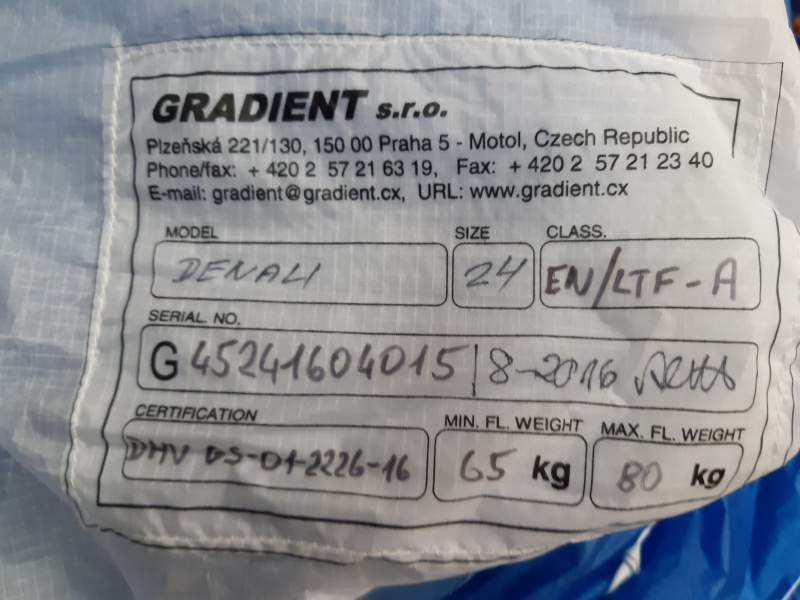 GRADIENT s.r.o.
Plzeňská 221/130, 150 00 Praha 5 - Motol, Czech Republic
Phone/fax: + 420 2 57 21 63 19, Fax: + 420 2 57 21 23 40
E-mail: gradient@gradient.cx, URL: www.gradient.cx
MODEL SIZE CLASS.
DENALI 24 EN/LTF-A
SERIAL. NO.
G 45241604015 | 8-2016
CERTIFICATION MIN. FL. WEIGHT MAX. FL. WEIGHT
DHV GS-01-2226-16 65 kg 80 kg